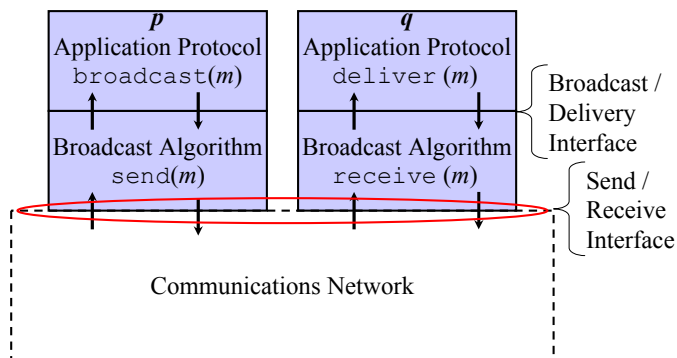 p
Application Protocol
broadcast(m)
Broadcast Algorithm
send(m)
q
Application Protocol
deliver (m)
Broadcast Algorithm
receive (m)
Broadcast /
Delivery
Interface
Send /
Receive
Interface
Communications Network